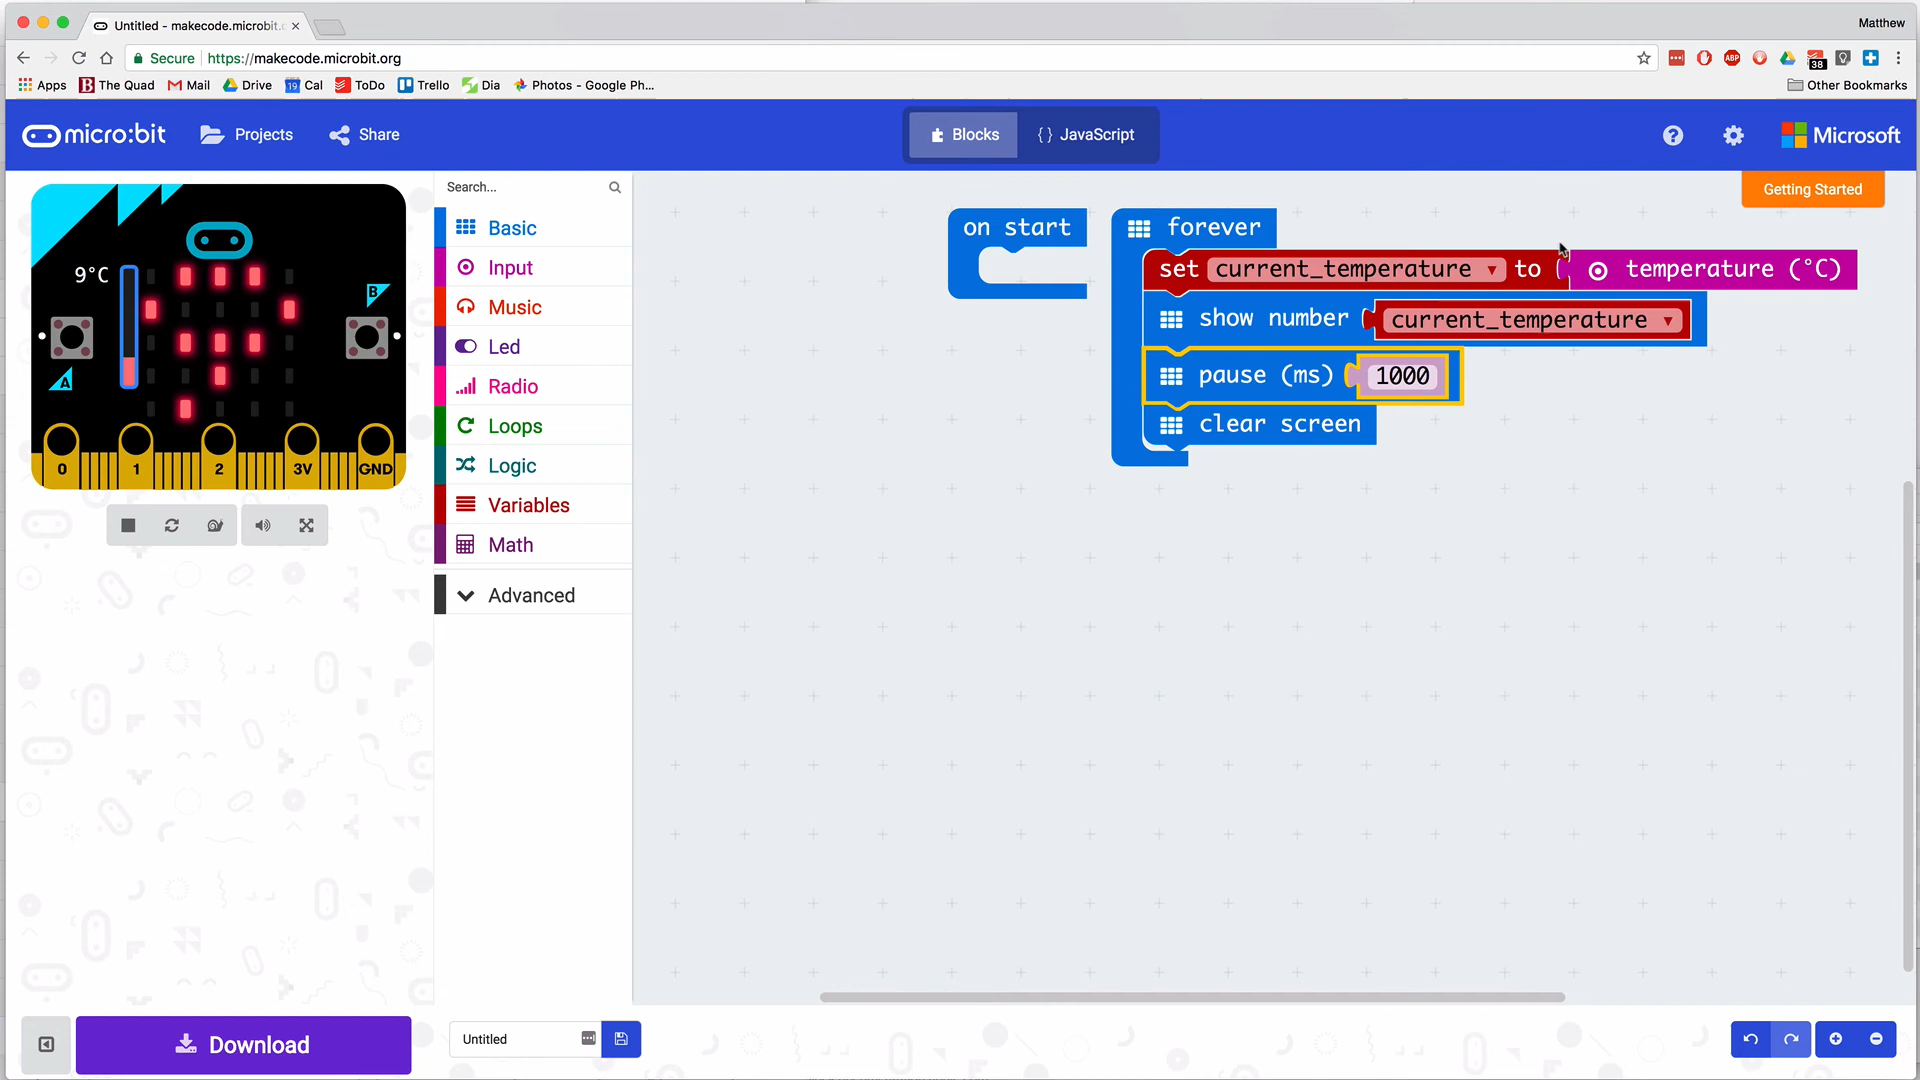 Untitled - makecode.microbit.
Matthew
Secure
https://makecode.microbit.org
ABP
38
Apps
B The Quad
Mail
Drive
19 Cal
ToDo
Trello
Dia
Photos - Google Ph...
Other Bookmarks
micro:bit
Projects
Share
Blocks
{} JavaScript
?
Microsoft
Getting Started
9°C
A
B
0
1
2
3V
GND
Search...
Basic
Input
Music
Led
Radio
Loops
Logic
Variables
Math
Advanced
on start
forever
set current_temperature to temperature (°C)
show number current_temperature
pause (ms) 1000
clear screen
Download
Untitled